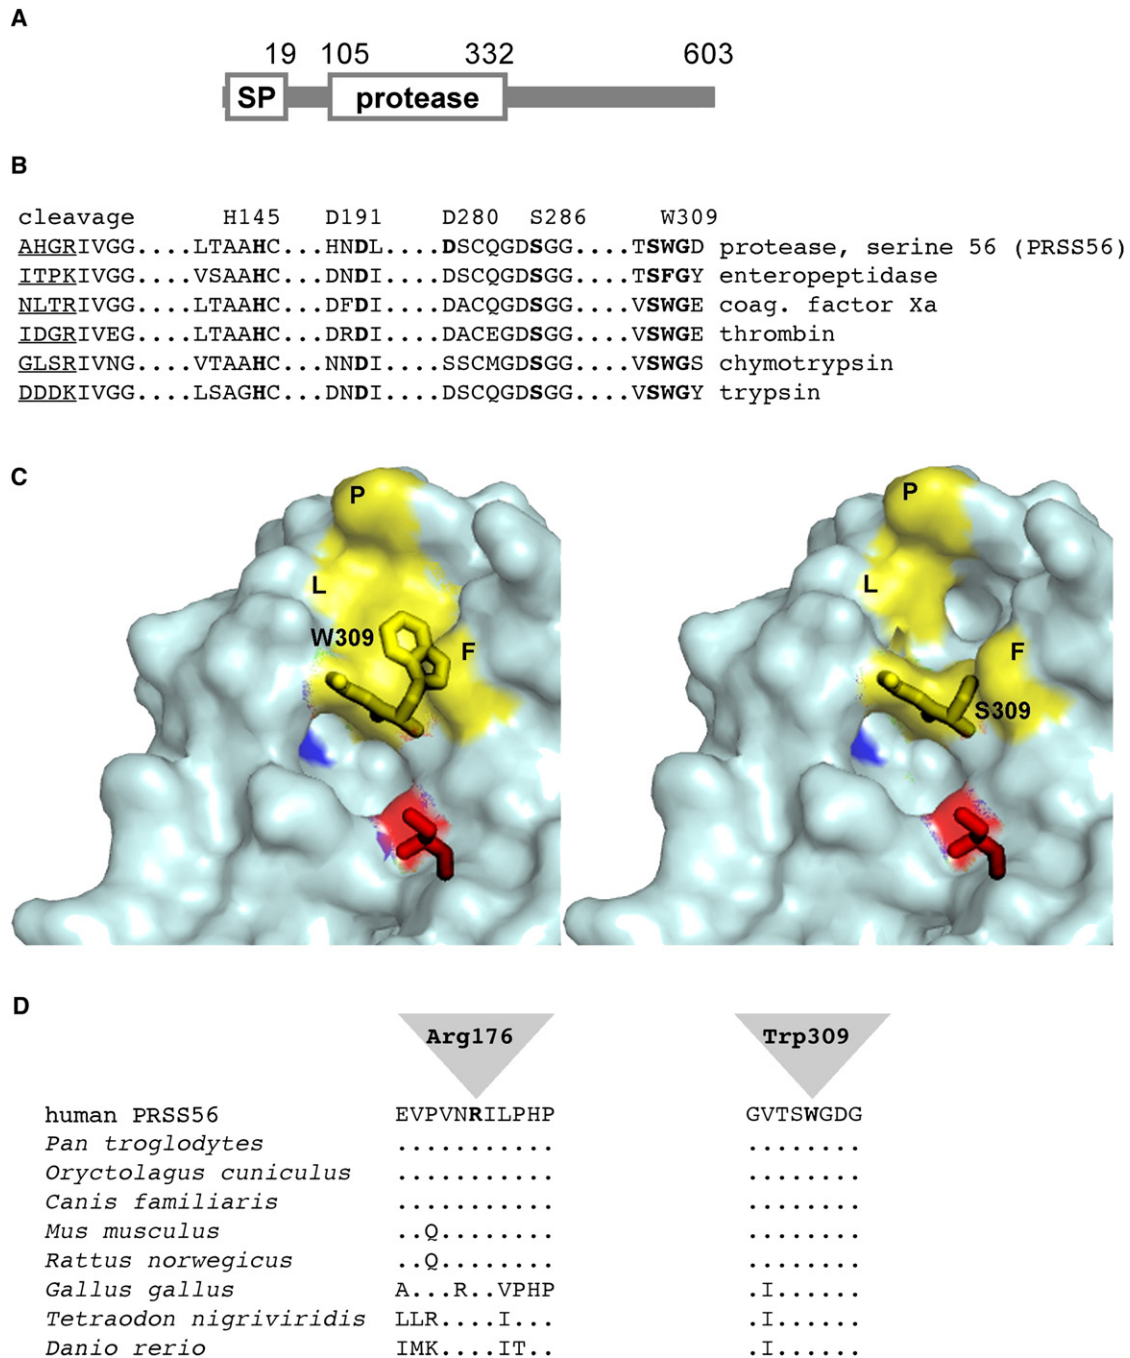 A
19 105 332 603
SP protease
B
cleavage H145 D191 D280 S286 W309
AHGRIVGG....LTAAHC...HNDL....DSCQGDSGG....TSWGD protease, serine 56 (PRSS56)
ITPKIVGG....VSAAHC...DNDI....DSCQGDSGG....TSFGY enteropeptidase
NLTRIVGG....LTAAHC...DFDI....DACQGDSGG....VSWGE coag. factor Xa
IDGRIVEG....LTAAHC...DRDI....DACEGDSGG....VSWGE thrombin
GLSRIVNG....VTAAHC...NNDI....SSCMGDSGG....VSWGS chymotrypsin
DDDKIVGG....LSAGHC...DNDI....DSCQGDSGG....VSWGY trypsin
C
P P
L L
W309 F F
S309
D
Arg176 Trp309
human PRSS56 EVPVNRILPHP GVTSWGDG
Pan troglodytes ........... ........
Oryctolagus cuniculus ........... ........
Canis familiaris ........... ........
Mus musculus ..Q........ ........
Rattus norwegicus ..Q........ ........
Gallus gallus A...R..VPHP .I......
Tetraodon nigriviridis LLR....I... .I......
Danio rerio IMK....IT.. .I......